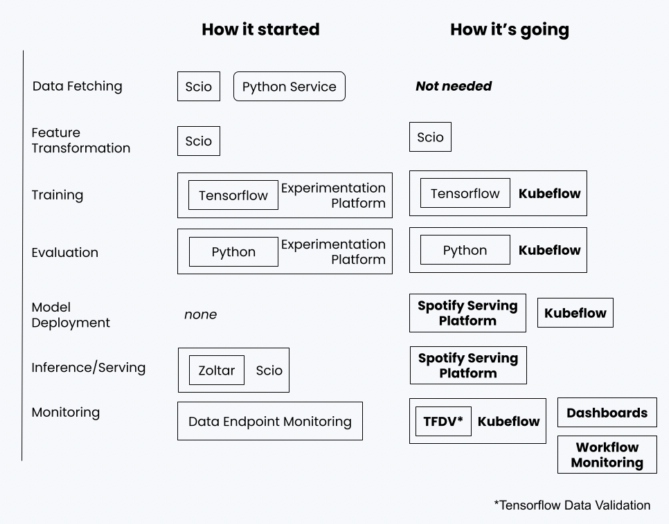 How it started
How it's going
Data Fetching
Scio
Python Service
Not needed
Feature
Transformation
Scio
Scio
Training
Tensorflow
Experimentation
Platform
Tensorflow
Kubeflow
Evaluation
Python
Experimentation
Platform
Python
Kubeflow
Model
Deployment
none
Spotify Serving
Platform
Kubeflow
Inference/Serving
Zoltar
Scio
Spotify Serving
Platform
Monitoring
Data Endpoint Monitoring
TFDV*
Kubeflow
Dashboards
Workflow
Monitoring
*Tensorflow Data Validation